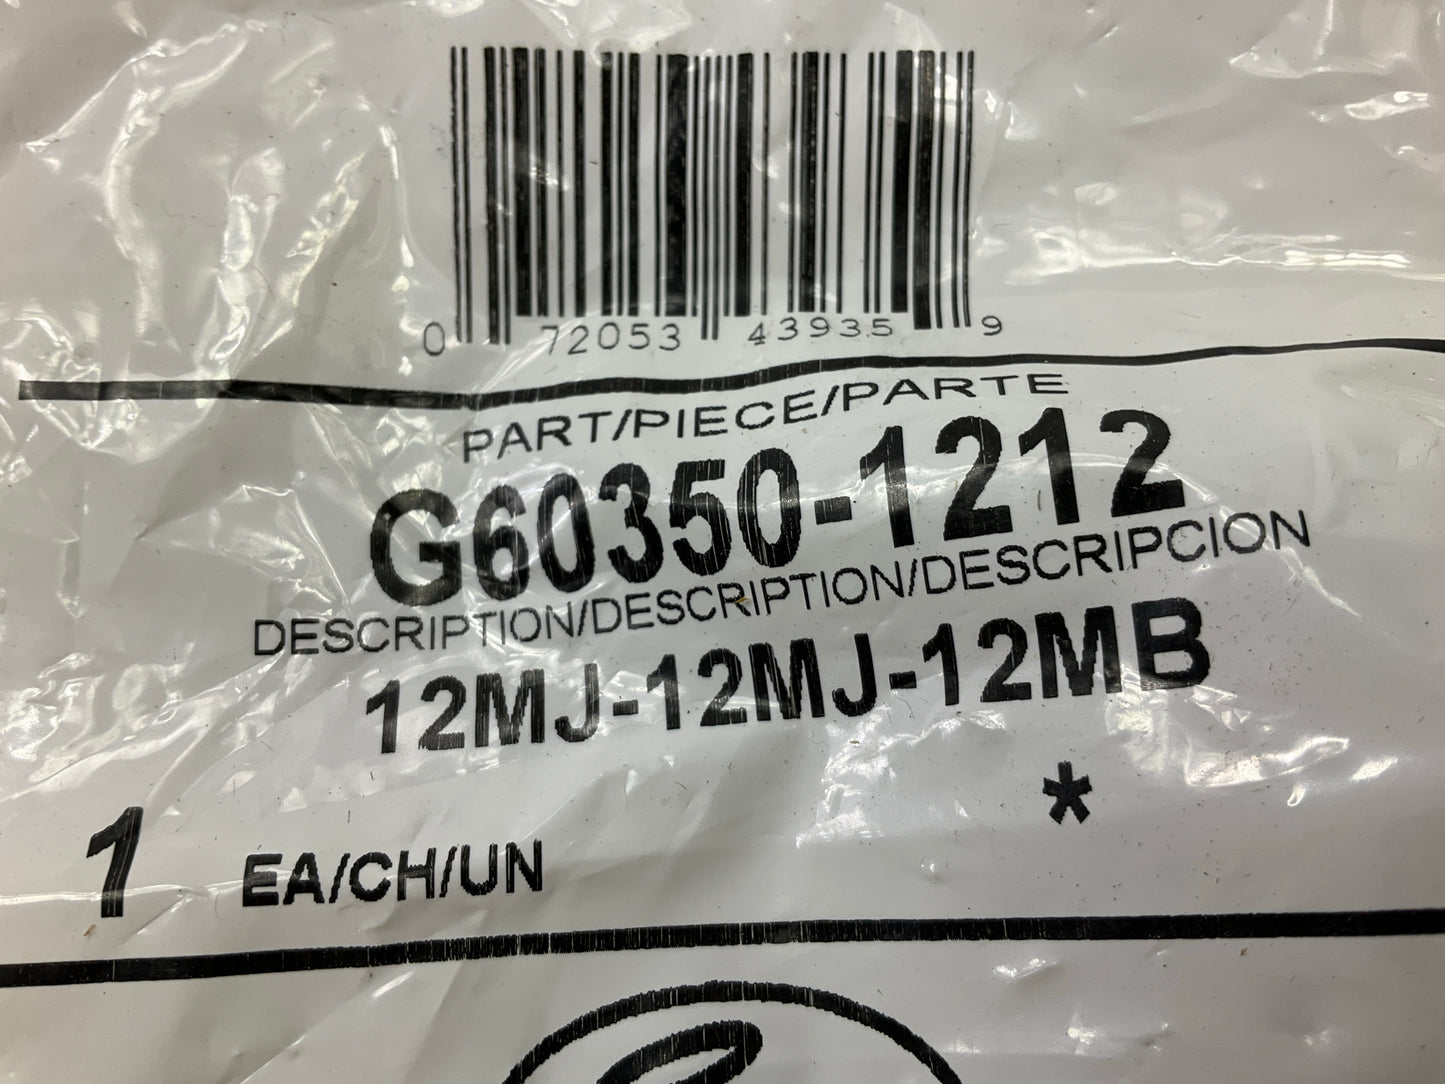 0 72053 43935 9
PART/PIECE/PARTE
G60350-1212
DESCRIPTION/DESCRIPTION/DESCRIPCION
12MJ-12MJ-12MB
*
1 EA/CH/UN